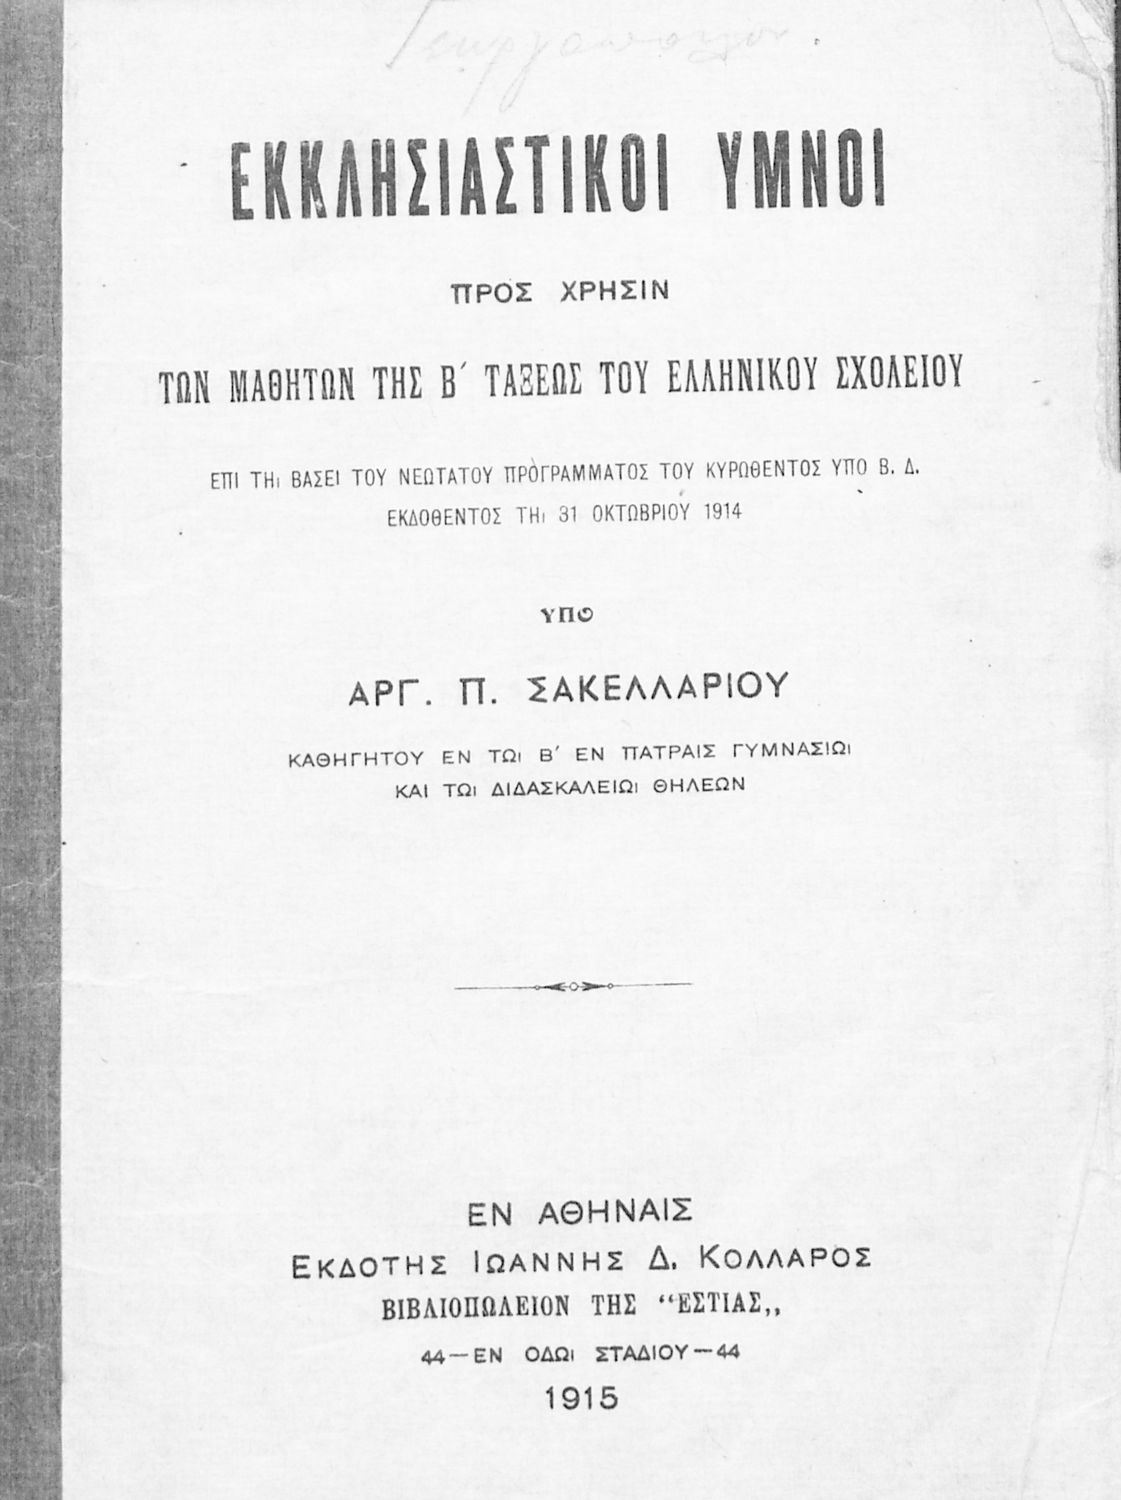 ΕΚΚΛΗΣΙΑΣΤΙΚΟΙ ΥΜΝΟΙ
ΠΡΟΣ ΧΡΗΣΙΝ
ΤΩΝ ΜΑΘΗΤΩΝ ΤΗΣ Β΄ ΤΑΞΕΩΣ ΤΟΥ ΕΛΛΗΝΙΚΟΥ ΣΧΟΛΕΙΟΥ
ΕΠΙ ΤΗι ΒΑΣΕΙ ΤΟΥ ΝΕΩΤΑΤΟΥ ΠΡΟΓΡΑΜΜΑΤΟΣ ΤΟΥ ΚΥΡΩΘΕΝΤΟΣ ΥΠΟ Β. Δ.
ΕΚΔΟΘΕΝΤΟΣ ΤΗι 31 ΟΚΤΩΒΡΙΟΥ 1914
ΥΠΟ
ΑΡΓ. Π. ΣΑΚΕΛΛΑΡΙΟΥ
ΚΑΘΗΓΗΤΟΥ ΕΝ ΤΩι Β΄ ΕΝ ΠΑΤΡΑΙΣ ΓΥΜΝΑΣΙΩι
ΚΑΙ ΤΩι ΔΙΔΑΣΚΑΛΕΙΩι ΘΗΛΕΩΝ
ΕΝ ΑΘΗΝΑΙΣ
ΕΚΔΟΤΗΣ ΙΩΑΝΝΗΣ Δ. ΚΟΛΛΑΡΟΣ
ΒΙΒΛΙΟΠΩΛΕΙΟΝ ΤΗΣ “ΕΣΤΙΑΣ„
44—ΕΝ ΟΔΩι ΣΤΑΔΙΟΥ—44
1915